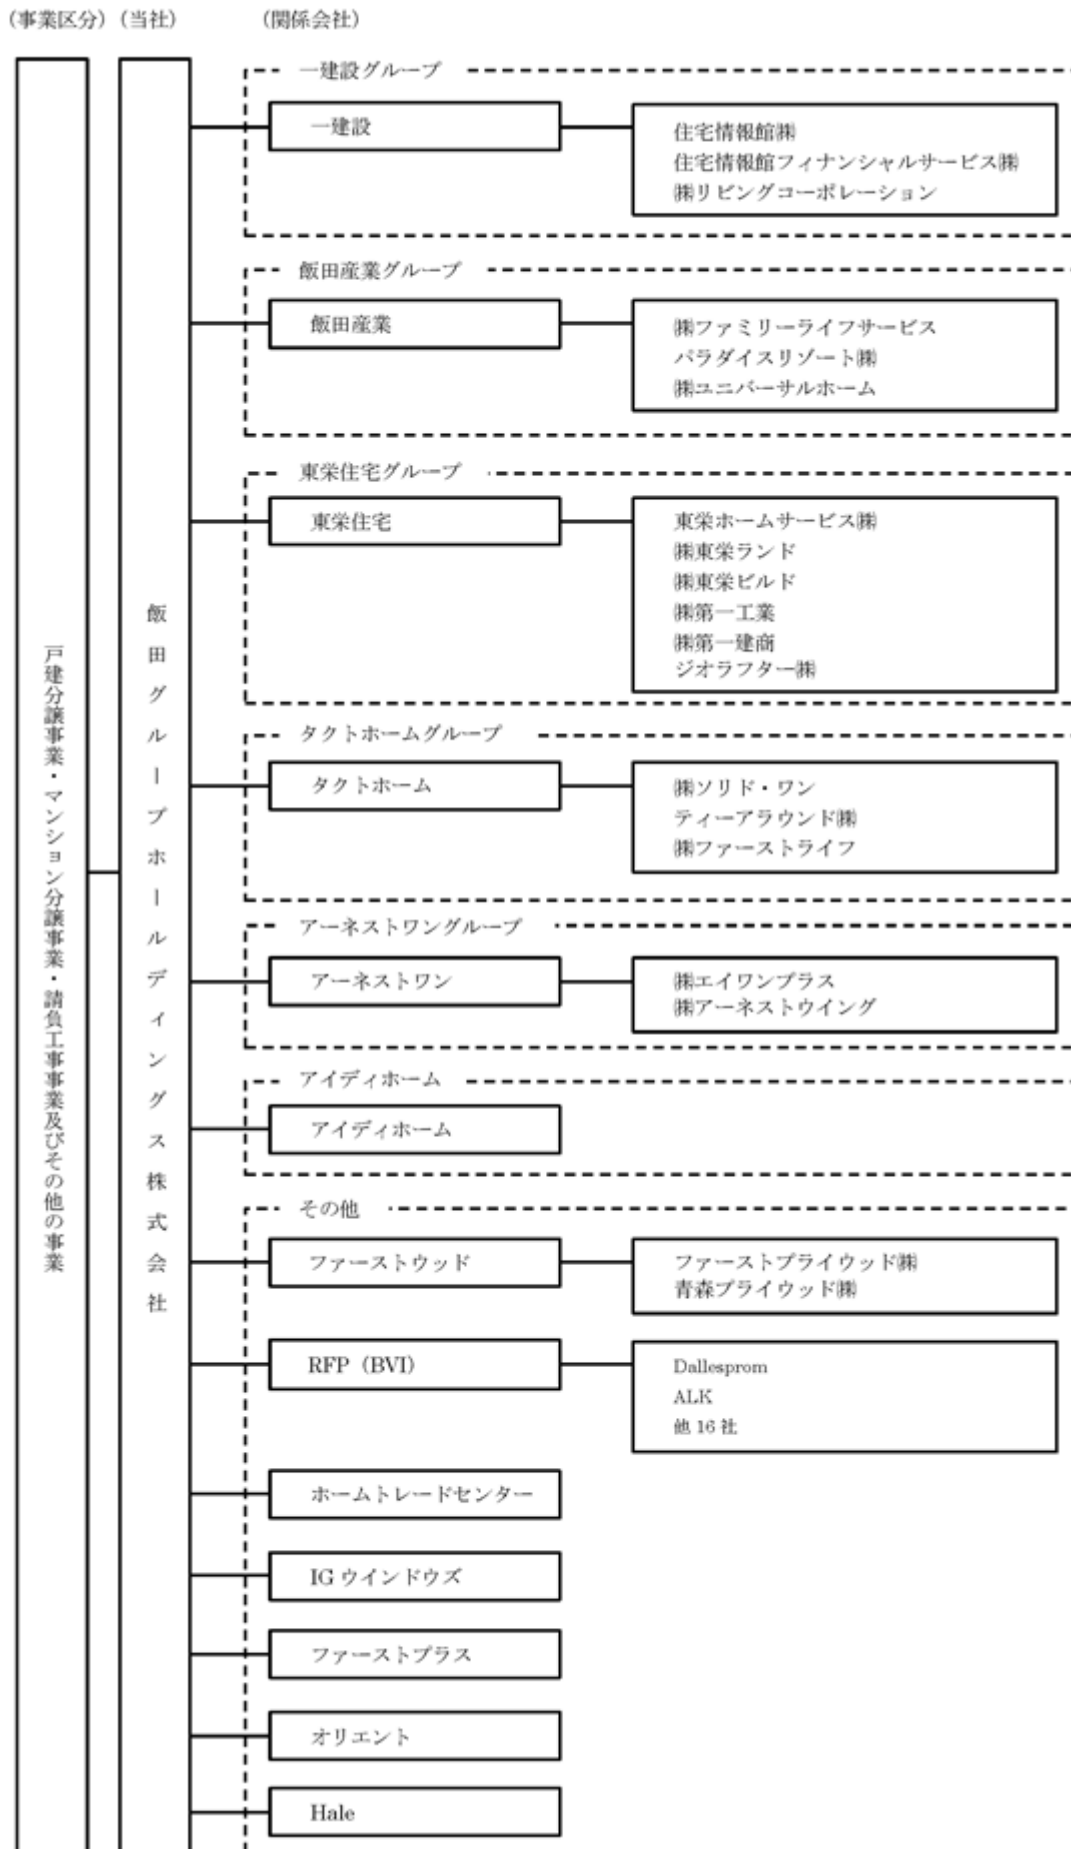 (事業区分) (当社) (関係会社)
戸建分譲事業・マンション分譲事業・請負工事事業及びその他の事業
飯田グループホールディングス株式会社
一建設グループ
一建設
住宅情報館㈱
住宅情報館フィナンシャルサービス㈱
㈱リビングコーポレーション
飯田産業グループ
飯田産業
㈱ファミリーライフサービス
パラダイスリゾート㈱
㈱ユニバーサルホーム
東栄住宅グループ
東栄住宅
東栄ホームサービス㈱
㈱東栄ランド
㈱東栄ビルド
㈱第一工業
㈱第一建商
ジオラフター㈱
タクトホームグループ
タクトホーム
㈱ソリド・ワン
ティーアラウンド㈱
㈱ファーストライフ
アーネストワングループ
アーネストワン
㈱エイワンプラス
㈱アーネストウイング
アイディホーム
アイディホーム
その他
ファーストウッド
ファーストプライウッド㈱
青森プライウッド㈱
RFP（BVI）
Dallesprom
ALK
他 16 社
ホームトレードセンター
IG ウインドウズ
ファーストプラス
オリエント
Hale